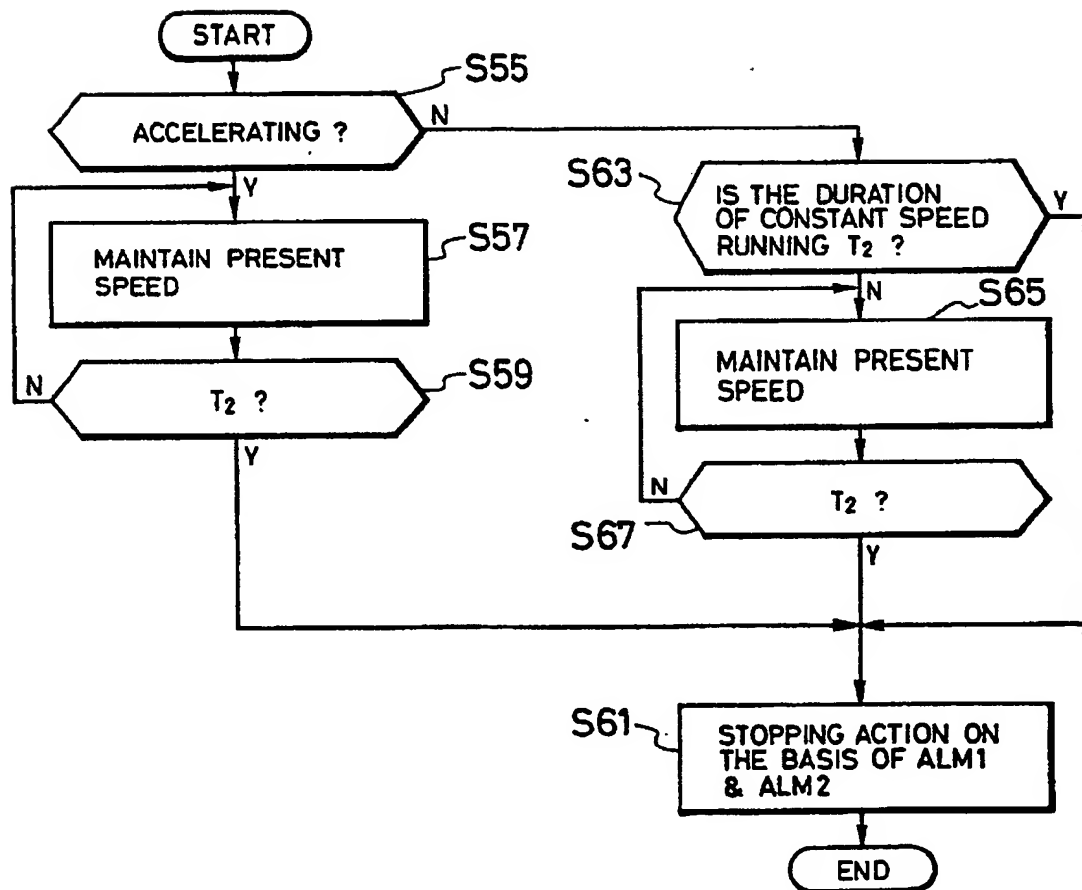 START
S55
ACCELERATING ?
N
Y
S63
IS THE DURATION
OF CONSTANT SPEED
RUNNING T₂ ?
Y
S57
MAINTAIN PRESENT
SPEED
N
S65
MAINTAIN PRESENT
SPEED
S59
N
T₂ ?
Y
N
T₂ ?
S67
Y
S61
STOPPING ACTION ON
THE BASIS OF ALM1
& ALM2
END